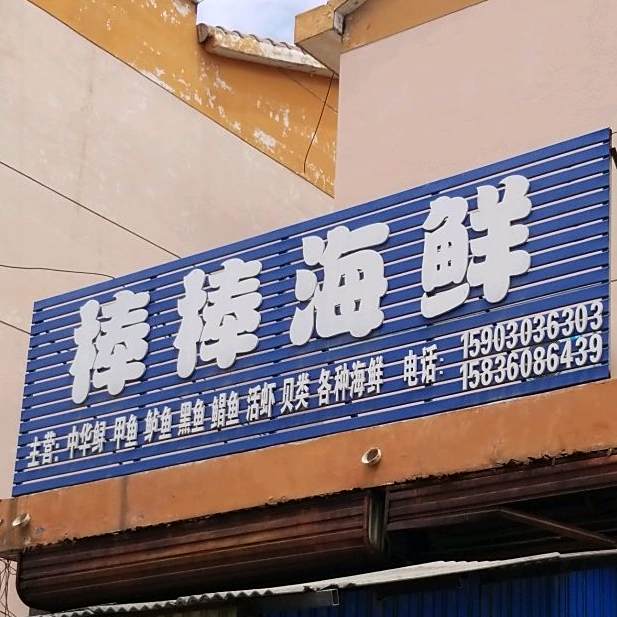 棒棒海鲜
主营：中华鲟 甲鱼 鲈鱼 黑鱼 鲳鱼 活虾 贝类 各种海鲜 电话：
15903036303
15836086439